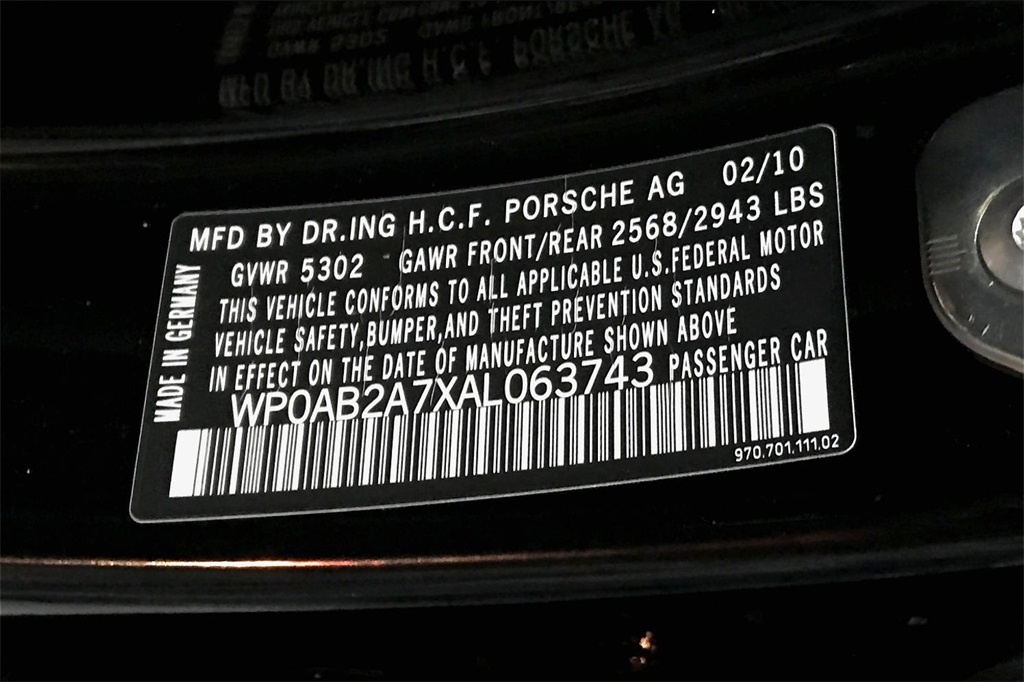 MFD BY DR.ING H.C.F. PORSCHE AG 02/10
GVWR 5302 GAWR FRONT/REAR 2568/2943 LBS
THIS VEHICLE CONFORMS TO ALL APPLICABLE U.S.FEDERAL MOTOR
VEHICLE SAFETY,BUMPER,AND THEFT PREVENTION STANDARDS
IN EFFECT ON THE DATE OF MANUFACTURE SHOWN ABOVE
WP0AB2A7XAL063743 PASSENGER CAR
970.701.111.02
MADE IN GERMANY